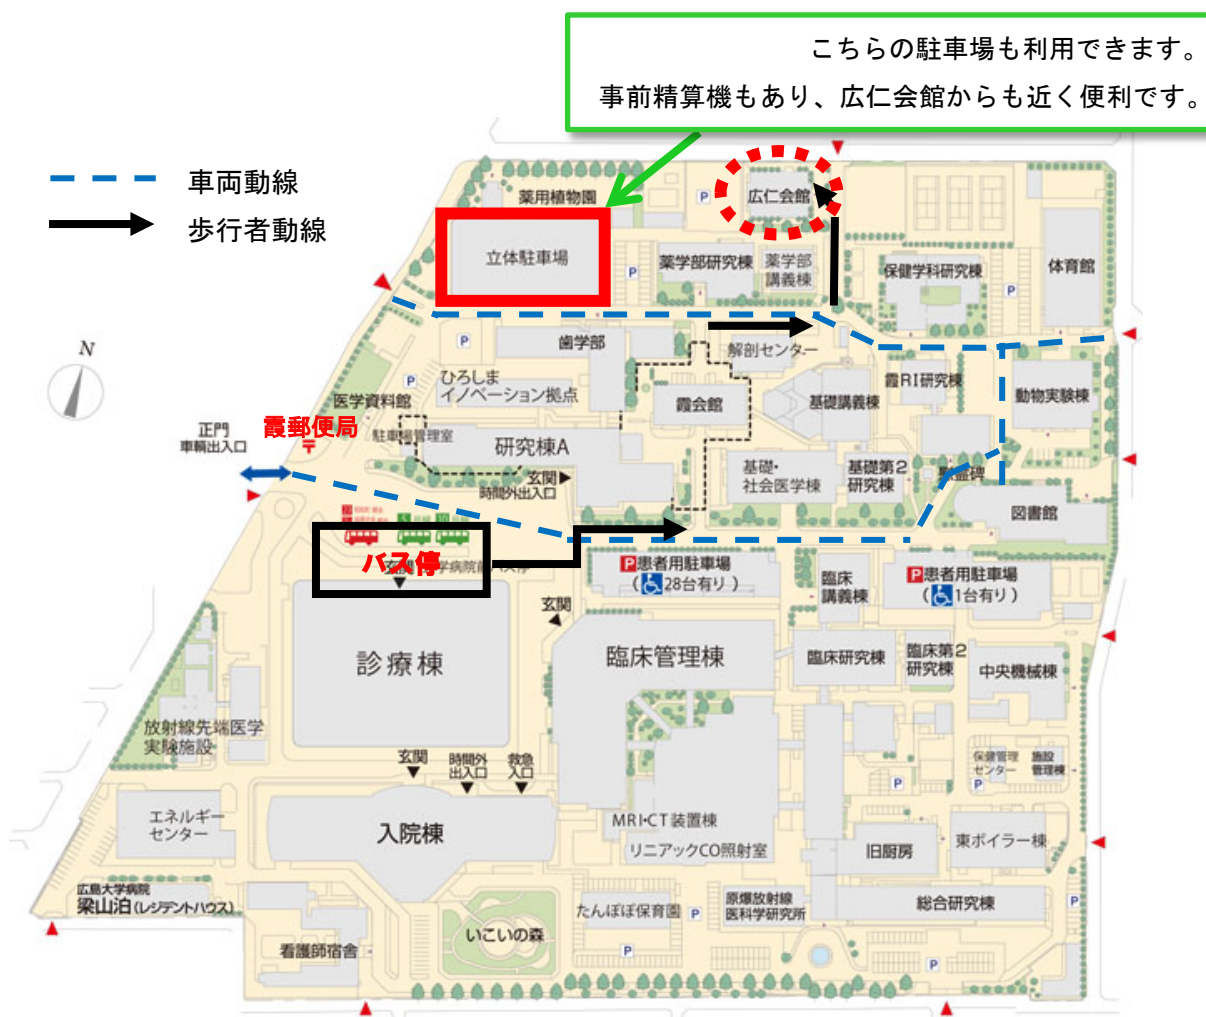 こちらの駐車場も利用できます。
事前精算機もあり、広仁会館からも近く便利です。
車両動線
歩行者動線
薬用植物園
P
広仁会館
立体駐車場
P
薬学部研究棟
薬学部
講義棟
保健学科研究棟
P
体育館
N
P
歯学部
解剖センター
P
ひろしま
イノベーション拠点
医学資料館
霞会館
基礎講義棟
霞RI研究棟
動物実験棟
正門
車輌出入口
霞郵便局
〒
駐車場管理室
研究棟A
玄関
時間外出入口
基礎・
社会医学棟
基礎第2
研究棟
慰霊碑
図書館
バス停
玄関
P患者用駐車場
(28台有り)
臨床
講義棟
P患者用駐車場
(1台有り)
玄関
診療棟
臨床管理棟
臨床研究棟
臨床第2
研究棟
中央機械棟
放射線先端医学
実験施設
玄関
時間外
出入口
救急
入口
保健管理
センター
施設
管理棟
P
P
エネルギー
センター
入院棟
MRI・CT装置棟
リニアックCO照射室
旧厨房
東ボイラー棟
広島大学病院
梁山泊(レジデントハウス)
たんぽぽ保育園
P
原爆放射線
医科学研究所
総合研究棟
P
看護師宿舎
いこいの森
P
P